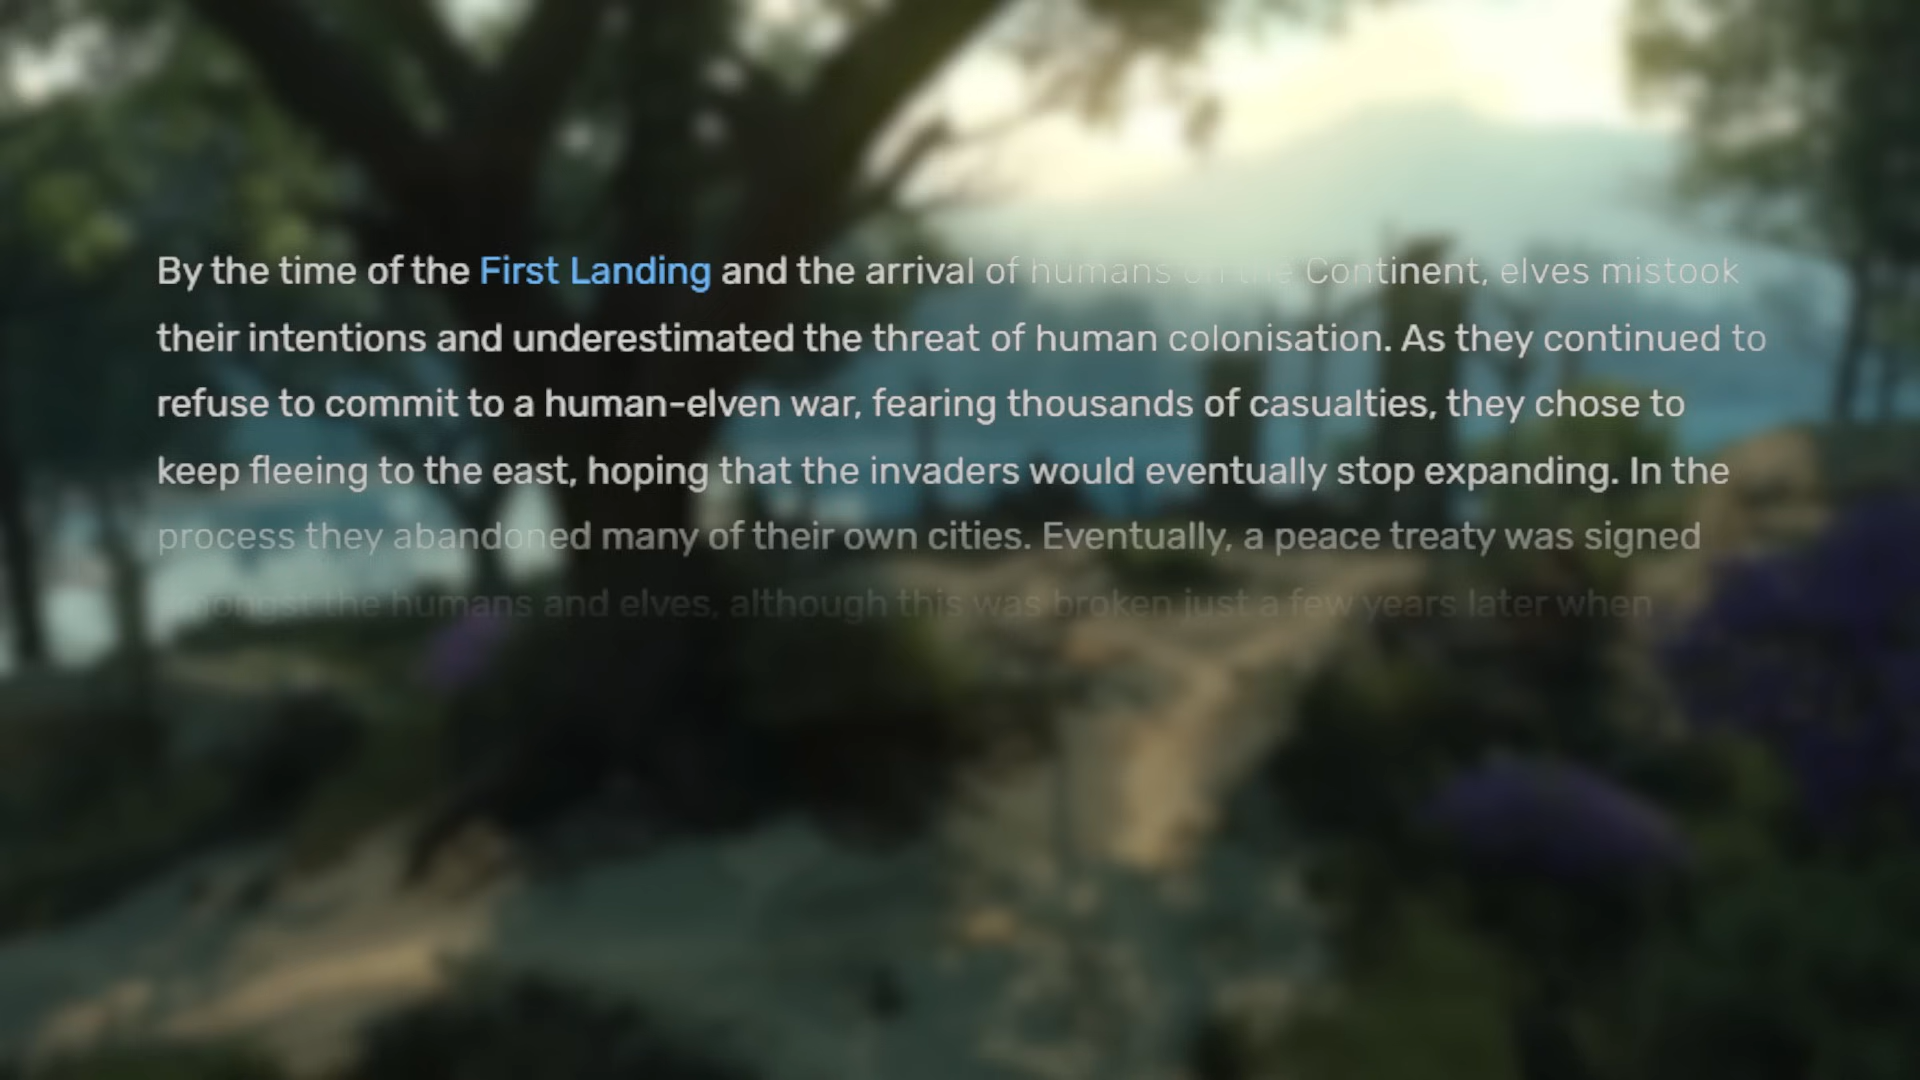 By the time of the First Landing and the arrival of humans on the Continent, elves mistook
their intentions and underestimated the threat of human colonisation. As they continued to
refuse to commit to a human-elven war, fearing thousands of casualties, they chose to
keep fleeing to the east, hoping that the invaders would eventually stop expanding. In the
process they abandoned many of their own cities. Eventually, a peace treaty was signed
amongst the humans and elves, although this was broken just a few years later when